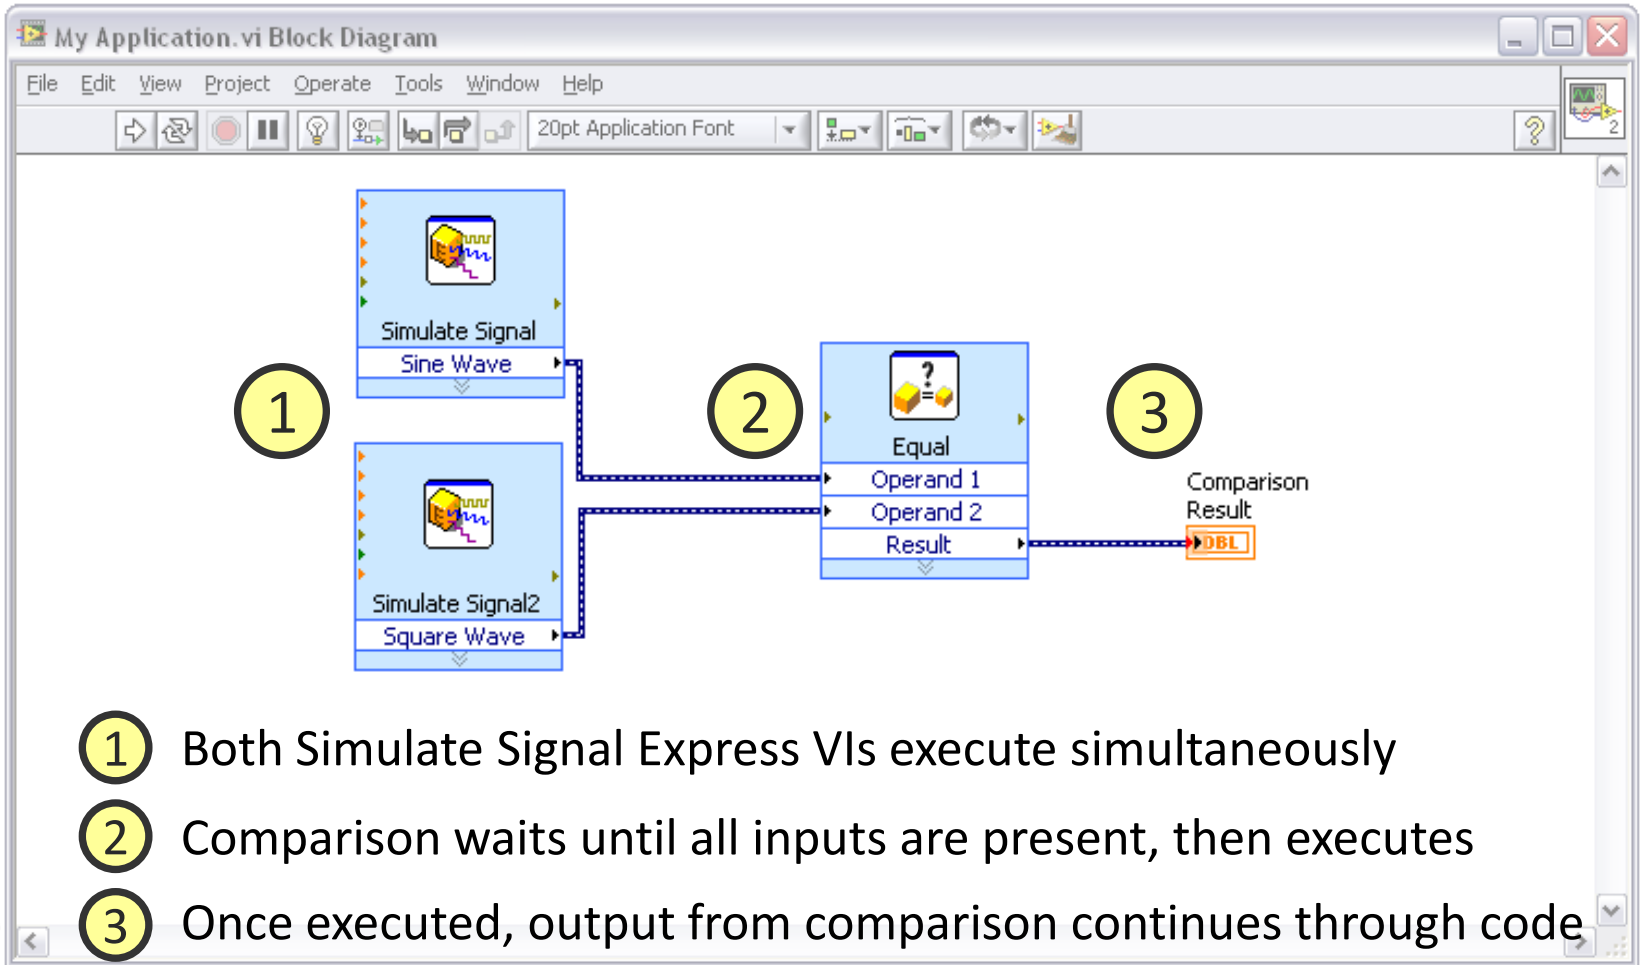 My Application.vi Block Diagram
File Edit View Project Operate Tools Window Help
20pt Application Font
2
Simulate Signal
Sine Wave
1
2
3
Equal
Operand 1
Operand 2
Result
Comparison
Result
DBL
Simulate Signal2
Square Wave
1 Both Simulate Signal Express VIs execute simultaneously
2 Comparison waits until all inputs are present, then executes
3 Once executed, output from comparison continues through code